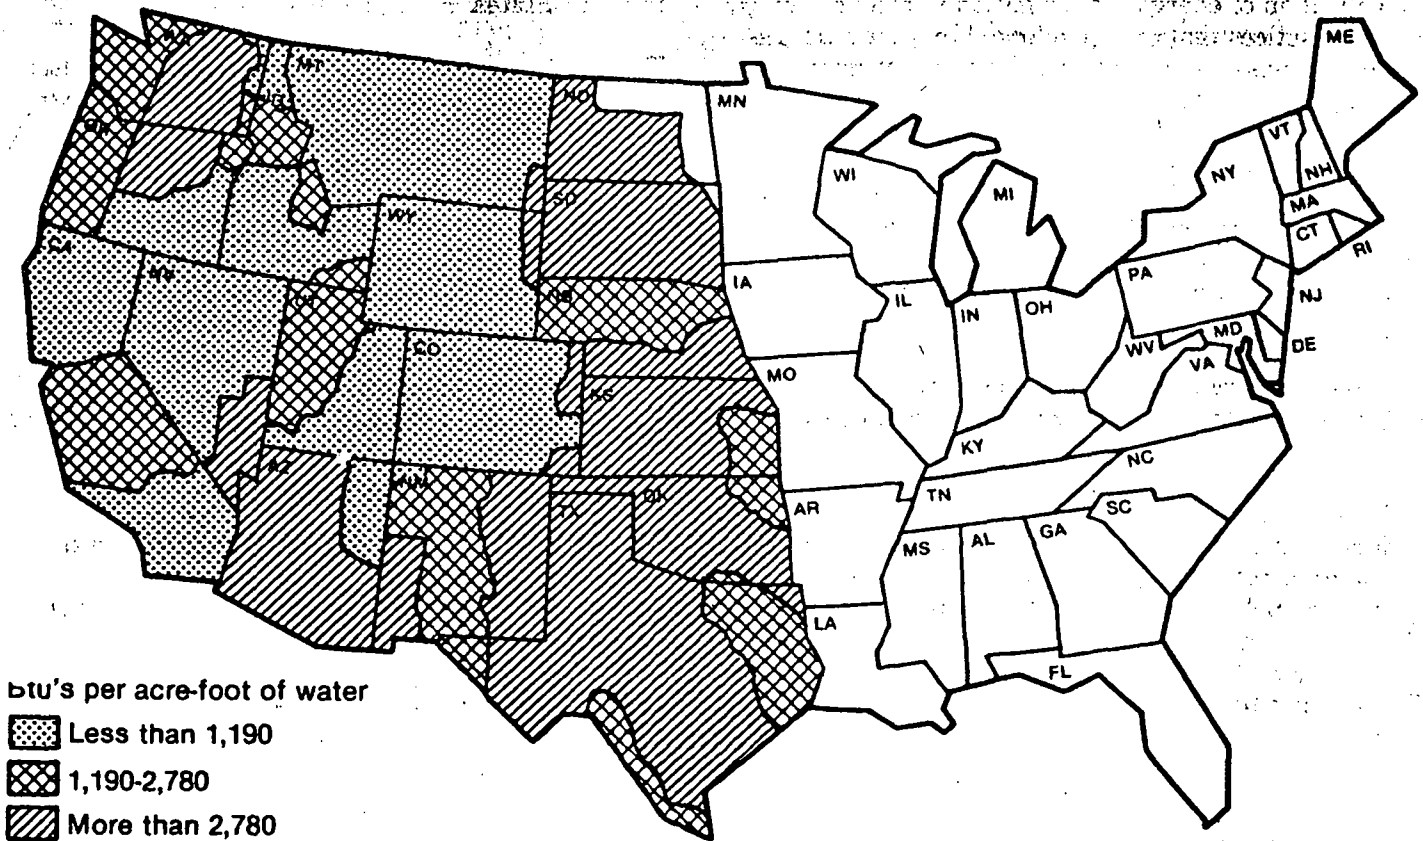 ME
MN
VT
WI
NY
NH
MI
MA
WY
SD
CT
RI
CA
PA
IA
NJ
IL
IN
OH
MD
WV
DE
VA
CO
MO
KS
KY
AZ
NC
TN
OK
AR
TX
SC
MS
AL
GA
LA
FL
Btu's per acre-foot of water
Less than 1,190
1,190-2,780
More than 2,780